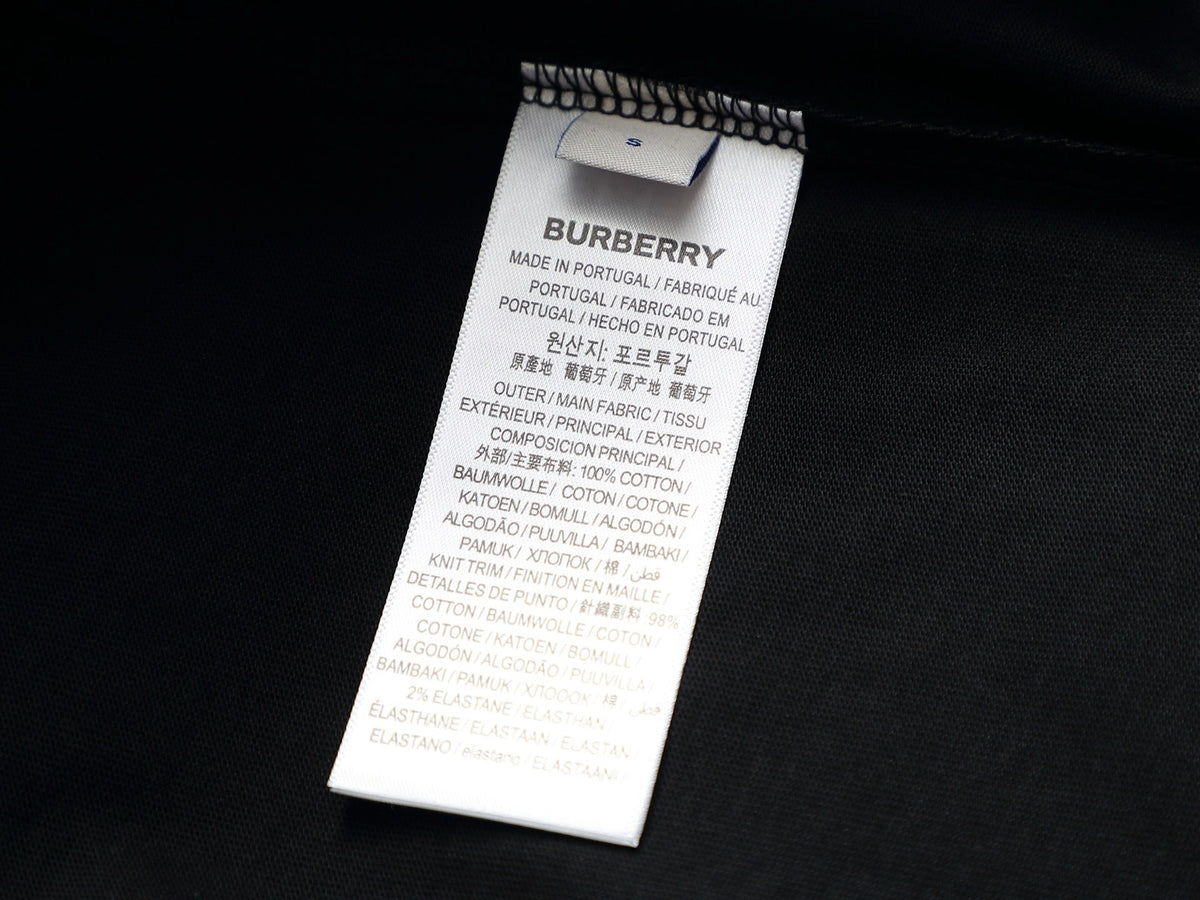 S
BURBERRY
MADE IN PORTUGAL / FABRIQUÉ AU
PORTUGAL / FABRICADO EM
PORTUGAL / HECHO EN PORTUGAL
원산지: 포르투갈
原產地 葡萄牙 / 原产地 葡萄牙
OUTER / MAIN FABRIC / TISSU
EXTÉRIEUR / PRINCIPAL / EXTERIOR
COMPOSICION PRINCIPAL /
外部/主要布料: 100% COTTON /
BAUMWOLLE / COTON / COTONE /
KATOEN / BOMULL / ALGODÓN /
ALGODÃO / PUUVILLA / BAMBAKI /
PAMUK / ХЛОПОК / 棉 / قطن
KNIT TRIM / FINITION EN MAILLE /
DETALLES DE PUNTO / 針織副料 :98%
COTTON / BAUMWOLLE / COTON /
COTONE / KATOEN / BOMULL /
ALGODÓN / ALGODÃO / PUUVILLA /
BAMBAKI / PAMUK / ХЛООOК / 棉 / قطن
2% ELASTANE / ELASTHAN /
ÉLASTHANNE / ELASTAAN / ELASTAN /
ELASTANO / elastano / ELASTAANI /